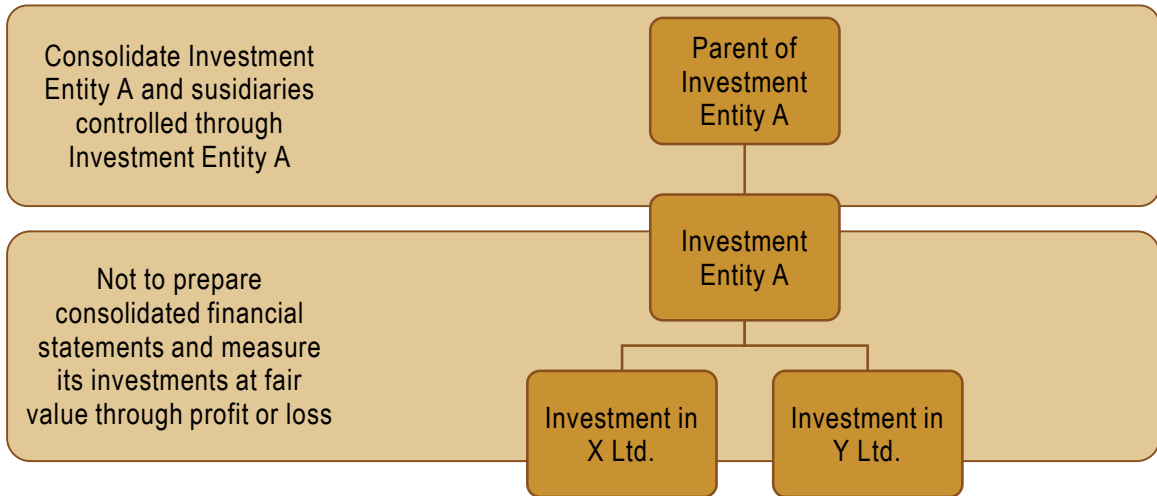 Consolidate Investment
Entity A and susidiaries
controlled through
Investment Entity A
Parent of
Investment
Entity A
Investment
Entity A
Not to prepare
consolidated financial
statements and measure
its investments at fair
value through profit or loss
Investment in
X Ltd.
Investment in
Y Ltd.